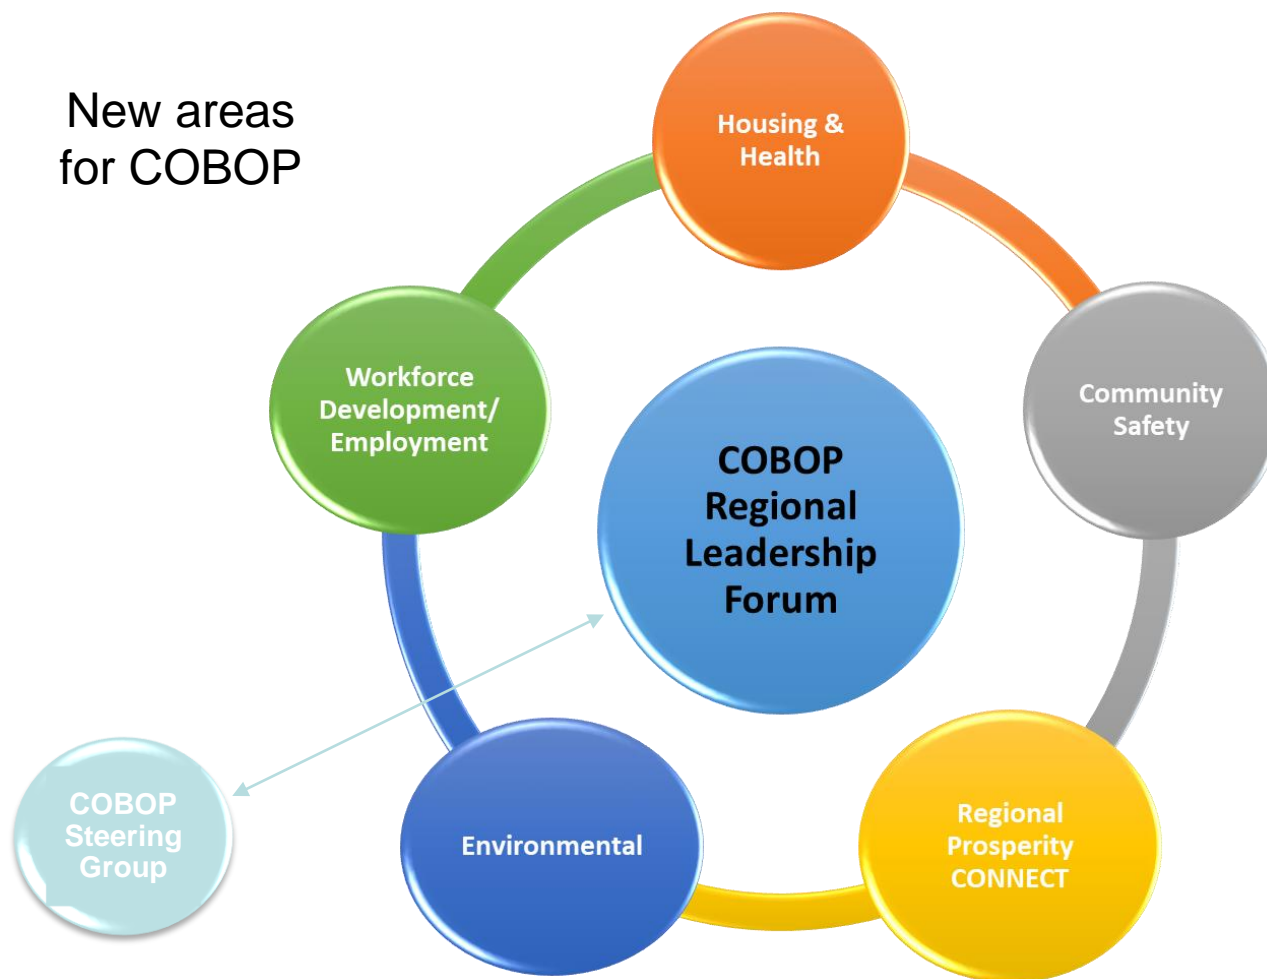 New areas
for COBOP
Housing &
Health
Workforce
Development/
Employment
Community
Safety
COBOP
Regional
Leadership
Forum
COBOP
Steering
Group
Environmental
Regional
Prosperity
CONNECT